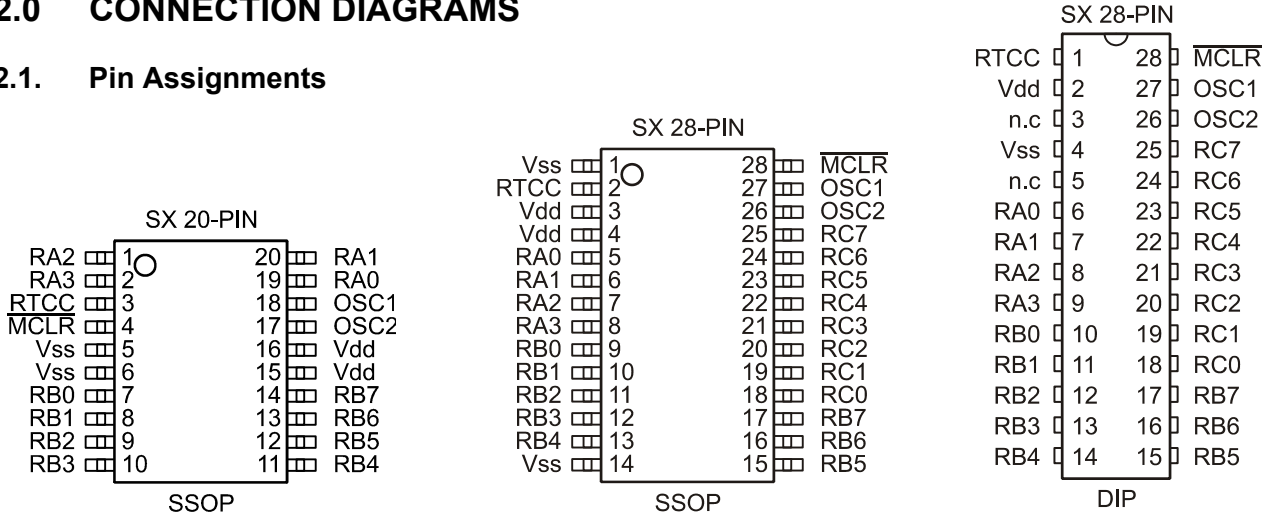 2.0 CONNECTION DIAGRAMS
2.1. Pin Assignments
SX 20-PIN
RA2 1 20 RA1
RA3 2 19 RA0
RTCC 3 18 OSC1
MCLR 4 17 OSC2
Vss 5 16 Vdd
Vss 6 15 Vdd
RB0 7 14 RB7
RB1 8 13 RB6
RB2 9 12 RB5
RB3 10 11 RB4
SSOP
SX 28-PIN
Vss 1 28 MCLR
RTCC 2 27 OSC1
Vdd 3 26 OSC2
Vdd 4 25 RC7
RA0 5 24 RC6
RA1 6 23 RC5
RA2 7 22 RC4
RA3 8 21 RC3
RB0 9 20 RC2
RB1 10 19 RC1
RB2 11 18 RC0
RB3 12 17 RB7
RB4 13 16 RB6
Vss 14 15 RB5
SSOP
SX 28-PIN
RTCC 1 28 MCLR
Vdd 2 27 OSC1
n.c 3 26 OSC2
Vss 4 25 RC7
n.c 5 24 RC6
RA0 6 23 RC5
RA1 7 22 RC4
RA2 8 21 RC3
RA3 9 20 RC2
RB0 10 19 RC1
RB1 11 18 RC0
RB2 12 17 RB7
RB3 13 16 RB6
RB4 14 15 RB5
DIP